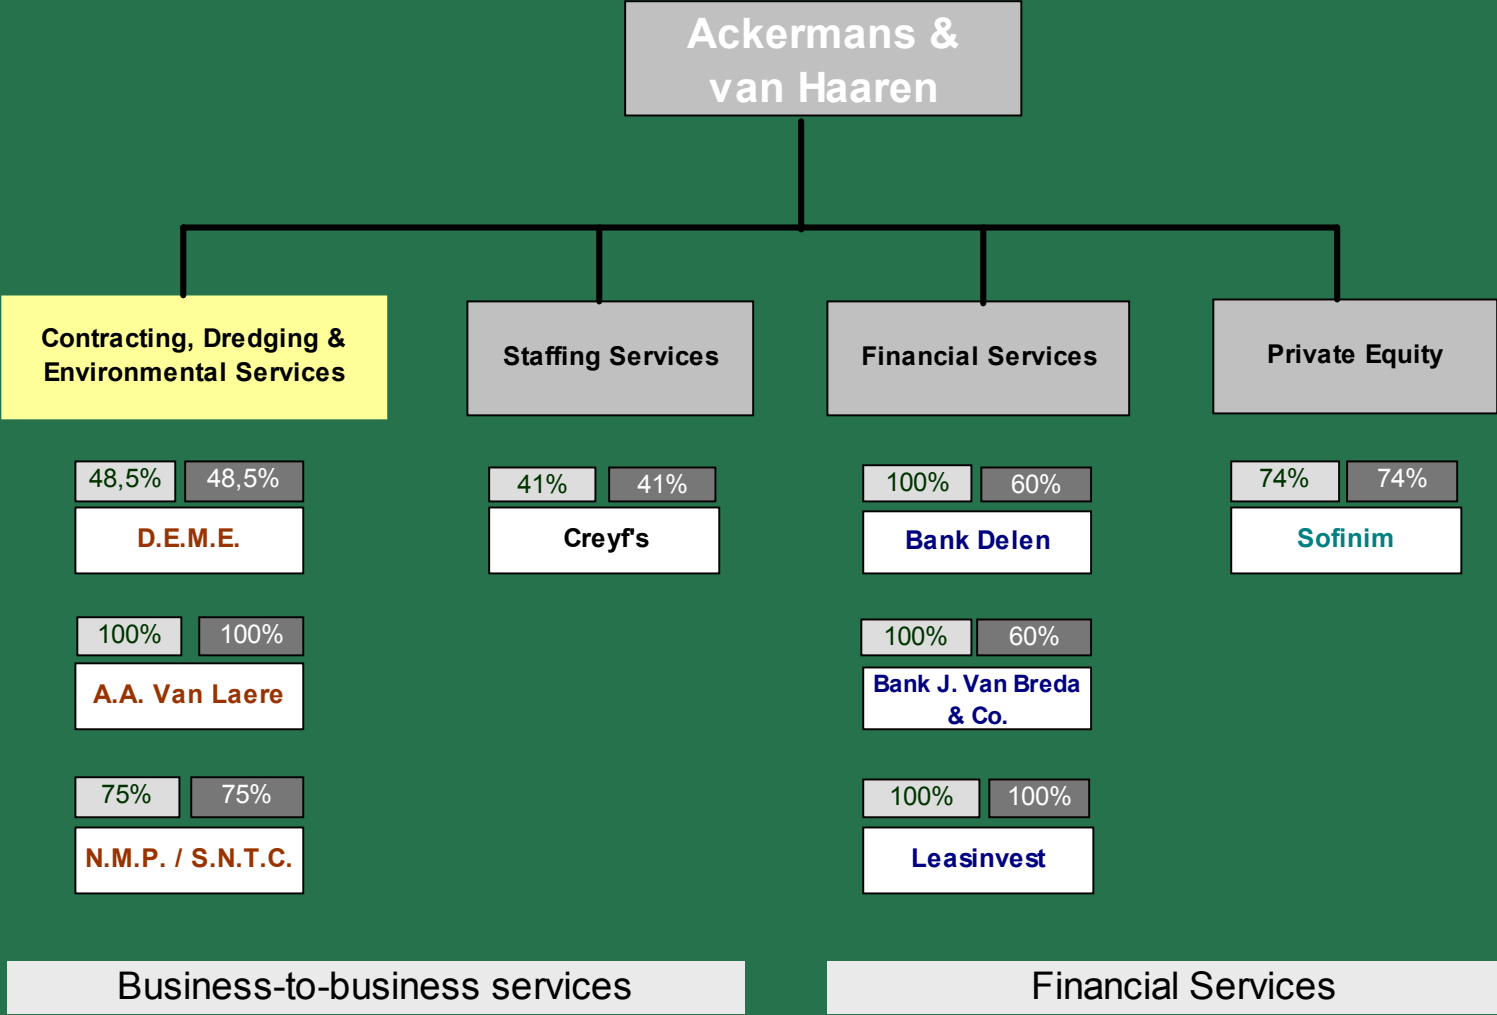 Ackermans &
van Haaren
Contracting, Dredging &
Environmental Services
Staffing Services
Financial Services
Private Equity
48,5% 48,5%
D.E.M.E.
41% 41%
Creyf's
100% 60%
Bank Delen
74% 74%
Sofinim
100% 100%
A.A. Van Laere
100% 60%
Bank J. Van Breda
& Co.
75% 75%
N.M.P. / S.N.T.C.
100% 100%
Leasinvest
Business-to-business services
Financial Services